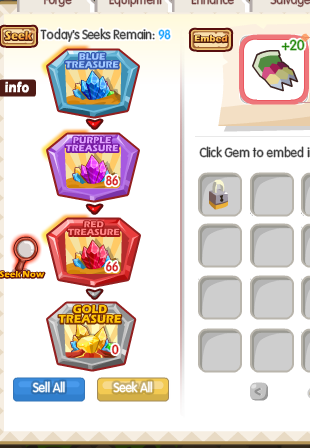 Forge Equipment Enhance Salvage
Seek Today's Seeks Remain: 98
Embed
+20
BLUE TREASURE
info
PURPLE TREASURE
86
Click Gem to embed i
RED TREASURE
66
Seek Now
GOLD TREASURE
0
Sell All
Seek All
<